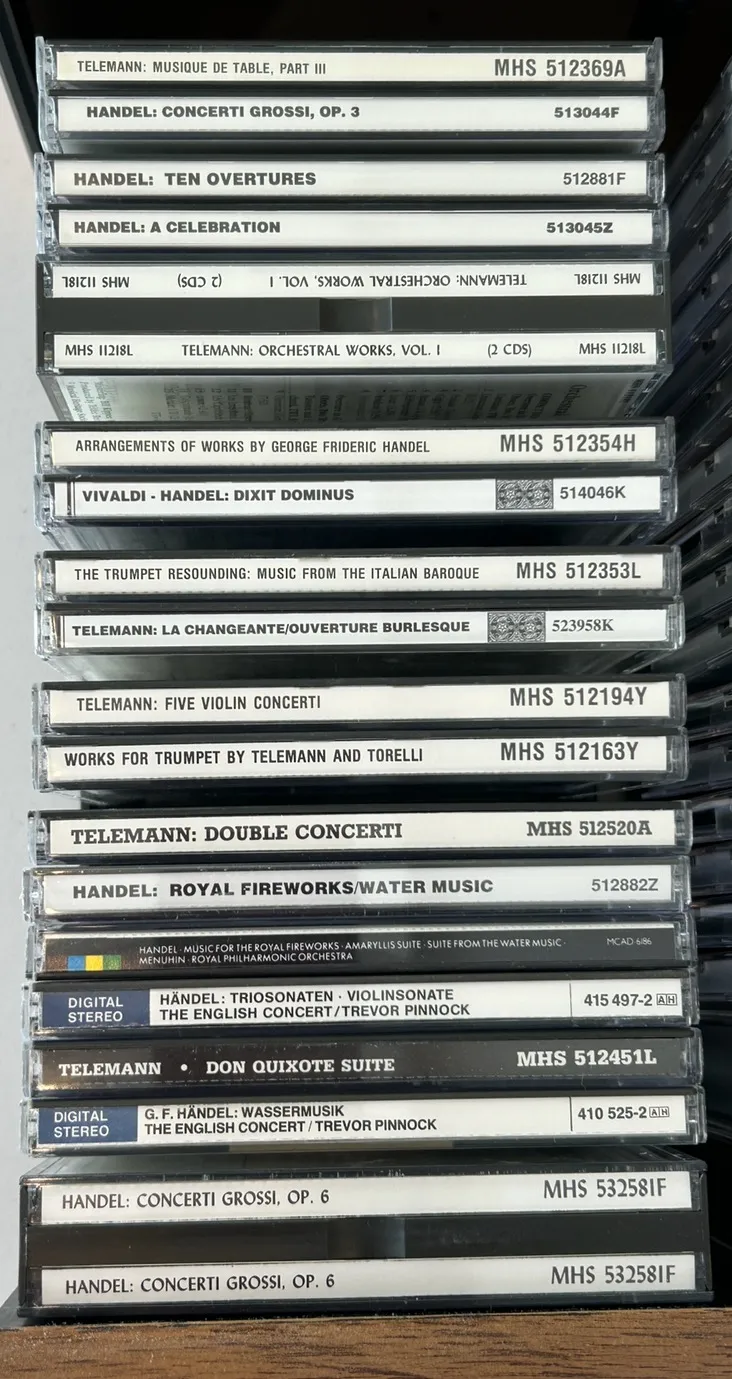 TELEMANN: MUSIQUE DE TABLE, PART III MHS 512369A
HANDEL: CONCERTI GROSSI, OP. 3 513044F
HANDEL: TEN OVERTURES 512881F
HANDEL: A CELEBRATION 513045Z
MHS 11218L TELEMANN: ORCHESTRAL WORKS, VOL. I (2 CDS) MHS 11218L
MHS 11218L TELEMANN: ORCHESTRAL WORKS, VOL. I (2 CDS) MHS 11218L
ARRANGEMENTS OF WORKS BY GEORGE FRIDERIC HANDEL MHS 512354H
VIVALDI - HANDEL: DIXIT DOMINUS 514046K
THE TRUMPET RESOUNDING: MUSIC FROM THE ITALIAN BAROQUE MHS 512353L
TELEMANN: LA CHANGEANTE/OUVERTURE BURLESQUE 523958K
TELEMANN: FIVE VIOLIN CONCERTI MHS 512194Y
WORKS FOR TRUMPET BY TELEMANN AND TORELLI MHS 512163Y
TELEMANN: DOUBLE CONCERTI MHS 512520A
HANDEL: ROYAL FIREWORKS/WATER MUSIC 512882Z
HANDEL · MUSIC FOR THE ROYAL FIREWORKS · AMARYLLIS SUITE · SUITE FROM THE WATER MUSIC · MCAD 6186
MENUHIN · ROYAL PHILHARMONIC ORCHESTRA
DIGITAL STEREO HÄNDEL: TRIOSONATEN · VIOLINSONATE 415 497-2 AH
THE ENGLISH CONCERT / TREVOR PINNOCK
TELEMANN • DON QUIXOTE SUITE MHS 512451L
DIGITAL STEREO G. F. HÄNDEL: WASSERMUSIK 410 525-2 AH
THE ENGLISH CONCERT / TREVOR PINNOCK
HANDEL: CONCERTI GROSSI, OP. 6 MHS 532581F
HANDEL: CONCERTI GROSSI, OP. 6 MHS 532581F